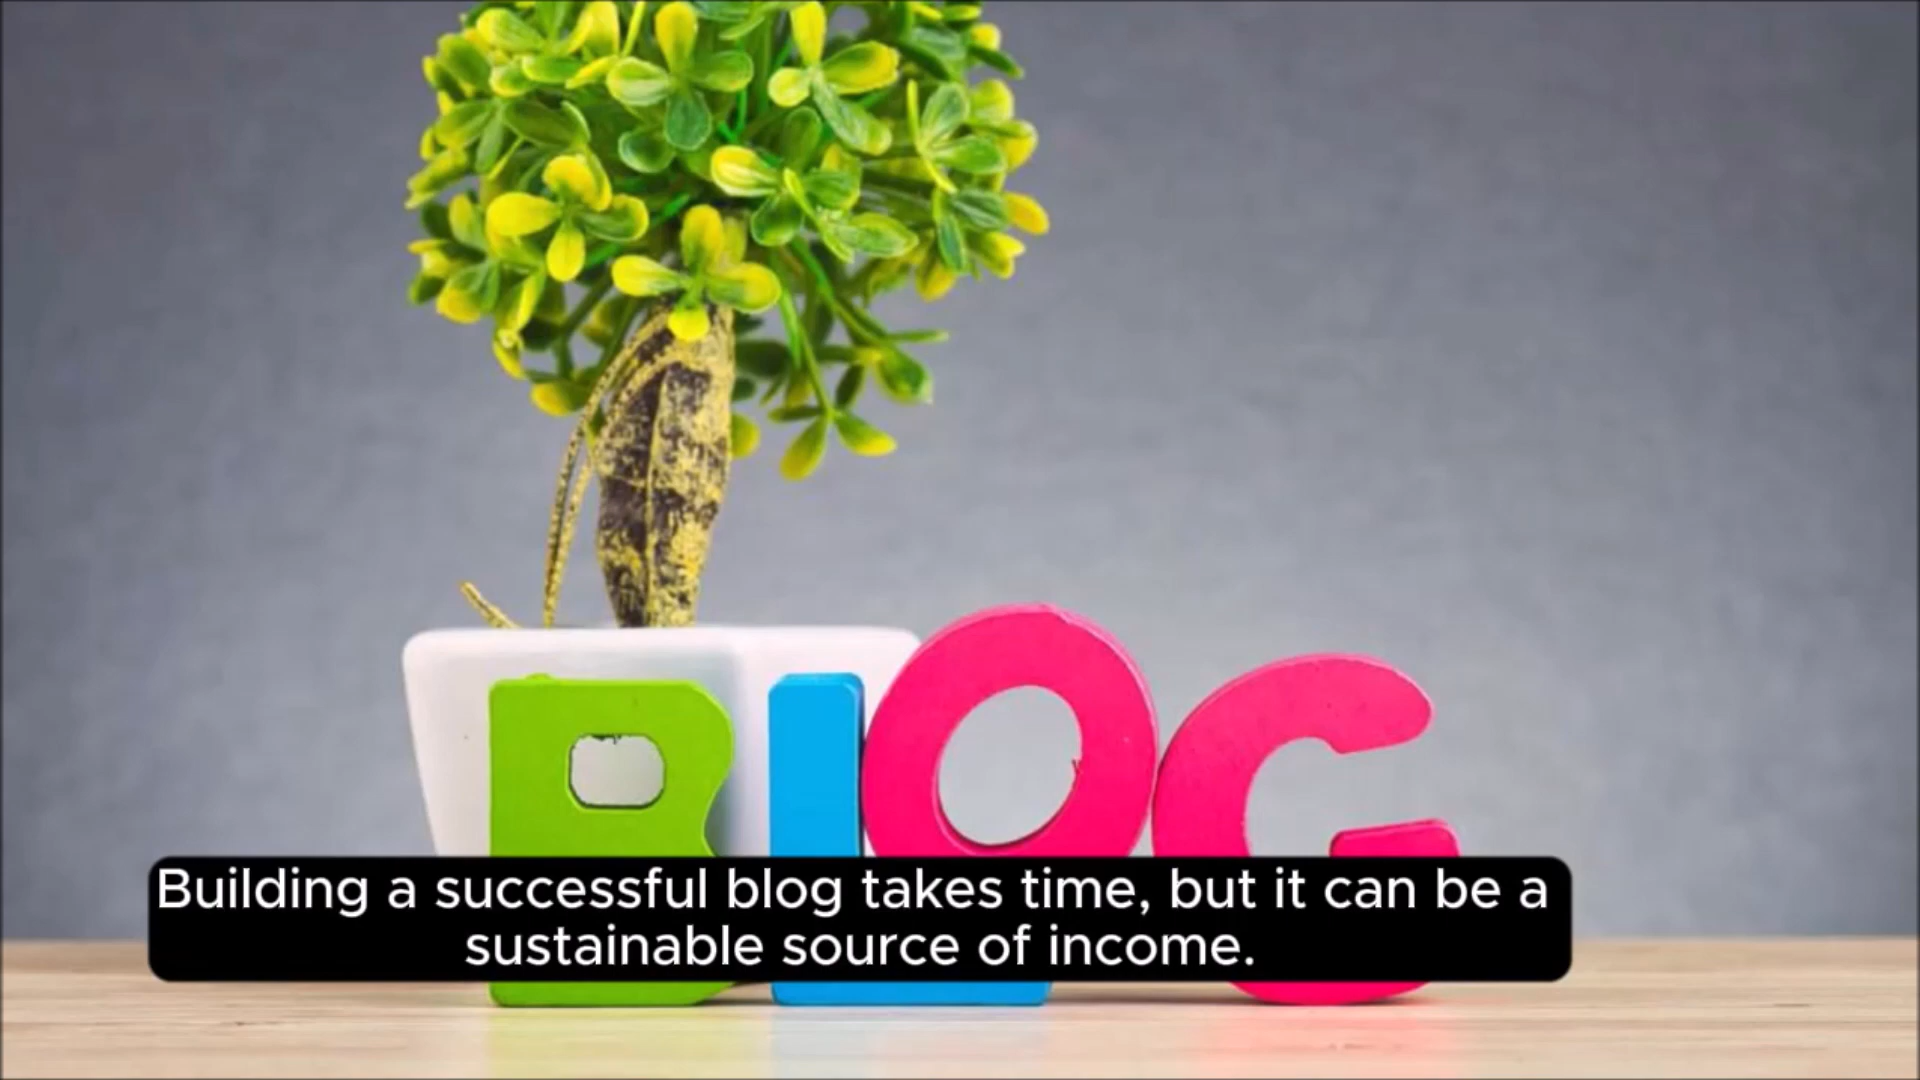 BLOG
Building a successful blog takes time, but it can be a
sustainable source of income.